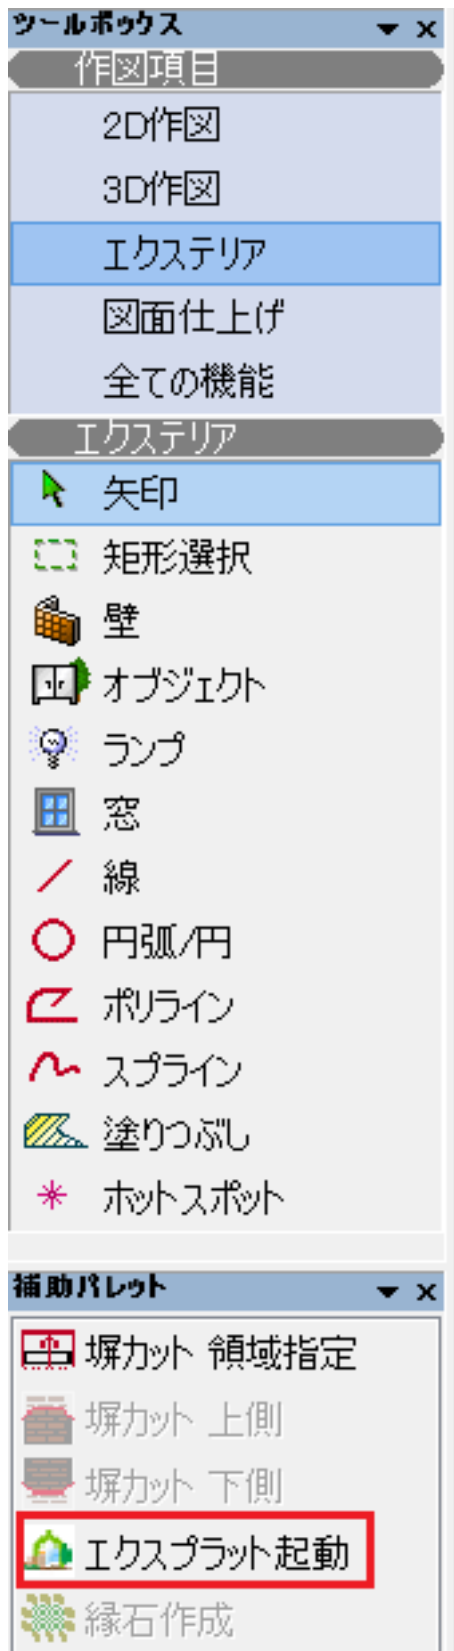 ツールボックス
作図項目
2D作図
3D作図
エクステリア
図面仕上げ
全ての機能
エクステリア
矢印
矩形選択
壁
オブジェクト
ランプ
窓
線
円弧/円
ポリライン
スプライン
塗りつぶし
ホットスポット
補助パレット
塀カット 領域指定
塀カット 上側
塀カット 下側
エクスプラット起動
縁石作成